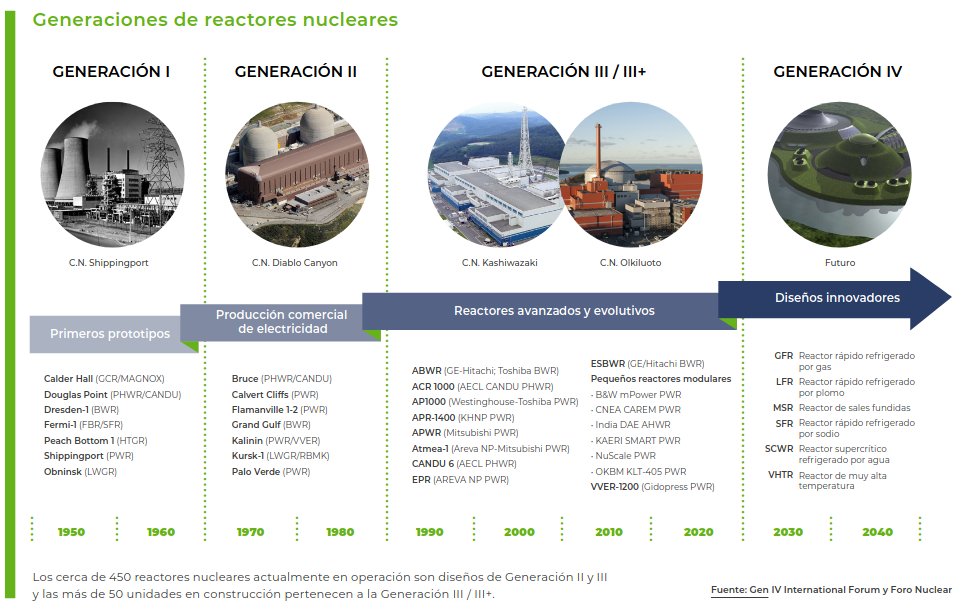 Generaciones de reactores nucleares
GENERACIÓN I
GENERACIÓN II
GENERACIÓN III / III+
GENERACIÓN IV
C.N. Shippingport
C.N. Diablo Canyon
C.N. Kashiwazaki
C.N. Olkiluoto
Futuro
Primeros prototipos
Producción comercial
de electricidad
Reactores avanzados y evolutivos
Diseños innovadores
Calder Hall (GCR/MAGNOX)
Douglas Point (PHWR/CANDU)
Dresden-1 (BWR)
Fermi-1 (FBR/SFR)
Peach Bottom 1 (HTGR)
Shippingport (PWR)
Obninsk (LWGR)
Bruce (PHWR/CANDU)
Calvert Cliffs (PWR)
Flamanville 1-2 (PWR)
Grand Gulf (BWR)
Kalinin (PWR/VVER)
Kursk-1 (LWGR/RBMK)
Palo Verde (PWR)
ABWR (GE-Hitachi; Toshiba BWR)
ACR 1000 (AECL CANDU PHWR)
AP1000 (Westinghouse-Toshiba PWR)
APR-1400 (KHNP PWR)
APWR (Mitsubishi PWR)
Atmea-1 (Areva NP-Mitsubishi PWR)
CANDU 6 (AECL PHWR)
EPR (AREVA NP PWR)
ESBWR (GE/Hitachi BWR)
Pequeños reactores modulares
• B&W mPower PWR
• CNEA CAREM PWR
• India DAE AHWR
• KAERI SMART PWR
• NuScale PWR
• OKBM KLT-405 PWR
VVER-1200 (Gidopress PWR)
GFR Reactor rápido refrigerado
por gas
LFR Reactor rápido refrigerado
por plomo
MSR Reactor de sales fundidas
SFR Reactor rápido refrigerado
por sodio
SCWR Reactor supercrítico
refrigerado por agua
VHTR Reactor de muy alta
temperatura
1950 1960 1970 1980 1990 2000 2010 2020 2030 2040
Los cerca de 450 reactores nucleares actualmente en operación son diseños de Generación II y III
y las más de 50 unidades en construcción pertenecen a la Generación III / III+.
Fuente: Gen IV International Forum y Foro Nuclear